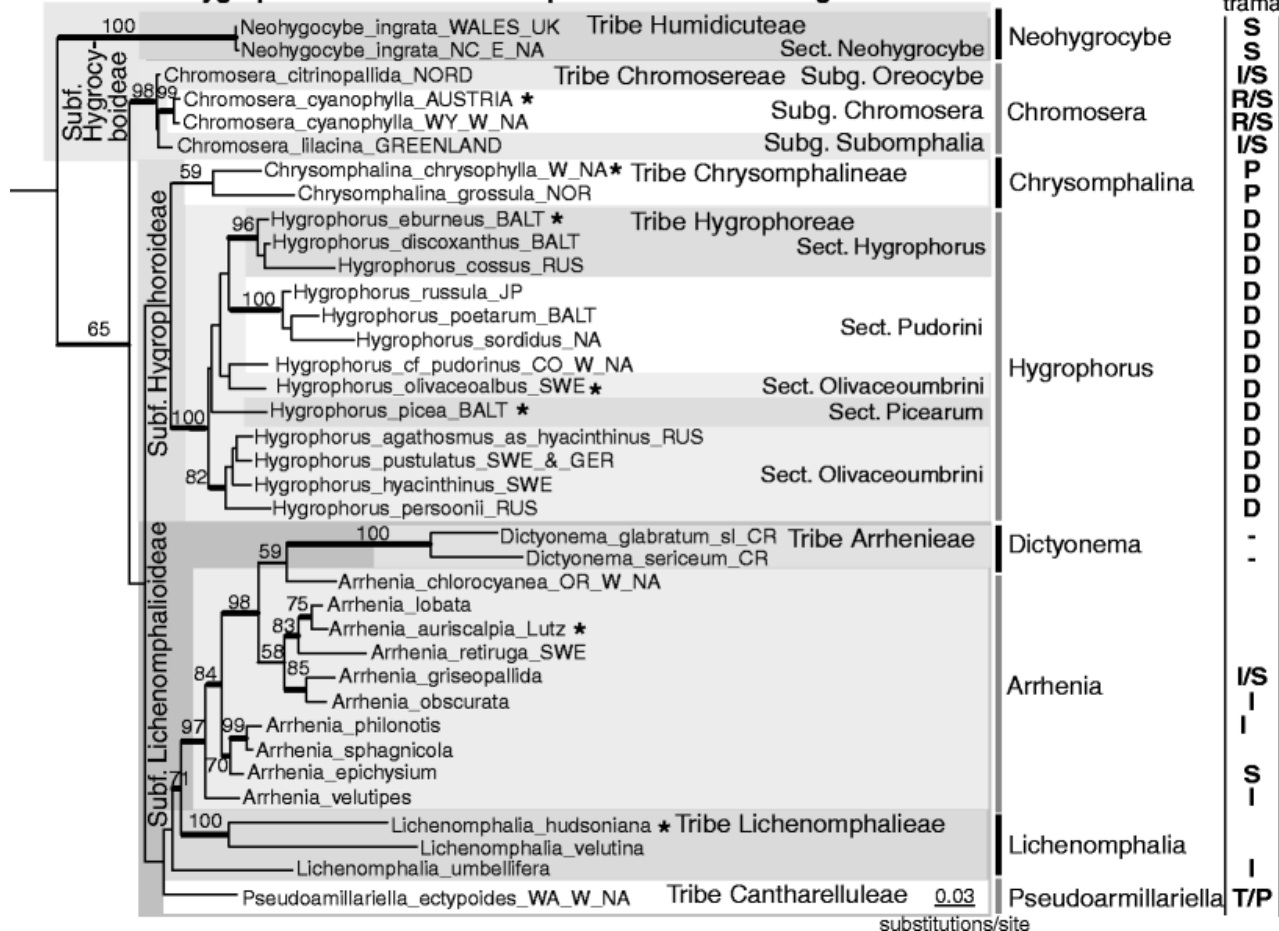 trama
100
Neohygocybe_ingrata_WALES_UK Tribe Humidicuteae
S
Neohygocybe_ingrata_NC_E_NA Sect. Neohygrocybe
Neohygrocybe
S
Subf. Hygrocy-
boideae
Chromosera_citrinopallida_NORD Tribe Chromosereae Subg. Oreocybe
I/S
98
99
Chromosera_cyanophylla_AUSTRIA *
R/S
Subg. Chromosera
Chromosera
Chromosera_cyanophylla_WY_W_NA
R/S
Chromosera_lilacina_GREENLAND Subg. Subomphalia
I/S
59
Chrysomphalina_chrysophylla_W_NA* Tribe Chrysomphalineae
P
Chrysomphalina
Chrysomphalina_grossula_NOR
P
65
Subf. Hygrophoroideae
96
Hygrophorus_eburneus_BALT * Tribe Hygrophoreae
D
Hygrophorus_discoxanthus_BALT Sect. Hygrophorus
D
Hygrophorus_cossus_RUS
D
100
Hygrophorus_russula_JP
D
Hygrophorus_poetarum_BALT
D
Sect. Pudorini
Hygrophorus_sordidus_NA
D
Hygrophorus_cf_pudorinus_CO_W_NA
D
Hygrophorus
Hygrophorus_olivaceoalbus_SWE * Sect. Olivaceoumbrini
D
100
Hygrophorus_picea_BALT * Sect. Picearum
D
Hygrophorus_agathosmus_as_hyacinthinus_RUS
D
82
Hygrophorus_pustulatus_SWE_&_GER
D
Sect. Olivaceoumbrini
Hygrophorus_hyacinthinus_SWE
D
Hygrophorus_persoonii_RUS
D
Subf. Lichenomphalioideae
100
Dictyonema_glabratum_sl_CR Tribe Arrhenieae
-
Dictyonema
59
Dictyonema_sericeum_CR
-
Arrhenia_chlorocyanea_OR_W_NA
98
75
Arrhenia_lobata
83
Arrhenia_auriscalpia_Lutz *
58
Arrhenia_retiruga_SWE
84
85
Arrhenia_griseopallida
I/S
Arrhenia
Arrhenia_obscurata
I
97
99
Arrhenia_philonotis
I
Arrhenia_sphagnicola
70
Arrhenia_epichysium
S
71
Arrhenia_velutipes
I
100
Lichenomphalia_hudsoniana * Tribe Lichenomphalieae
Lichenomphalia_velutina
Lichenomphalia
Lichenomphalia_umbellifera
I
Pseudoamillariella_ectypoides_WA_W_NA Tribe Cantharelluleae 0.03
Pseudoarmillariella
T/P
substitutions/site